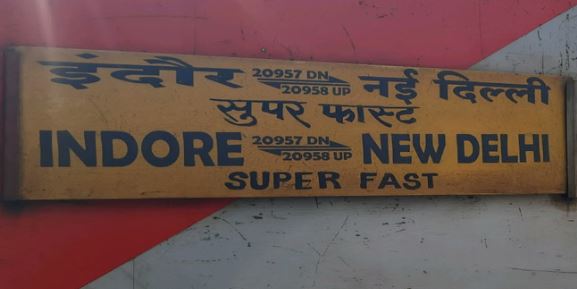 इंदौर 20957 DN 20958 UP नई दिल्ली
सुपर फास्ट
INDORE 20957 DN 20958 UP NEW DELHI
SUPER FAST